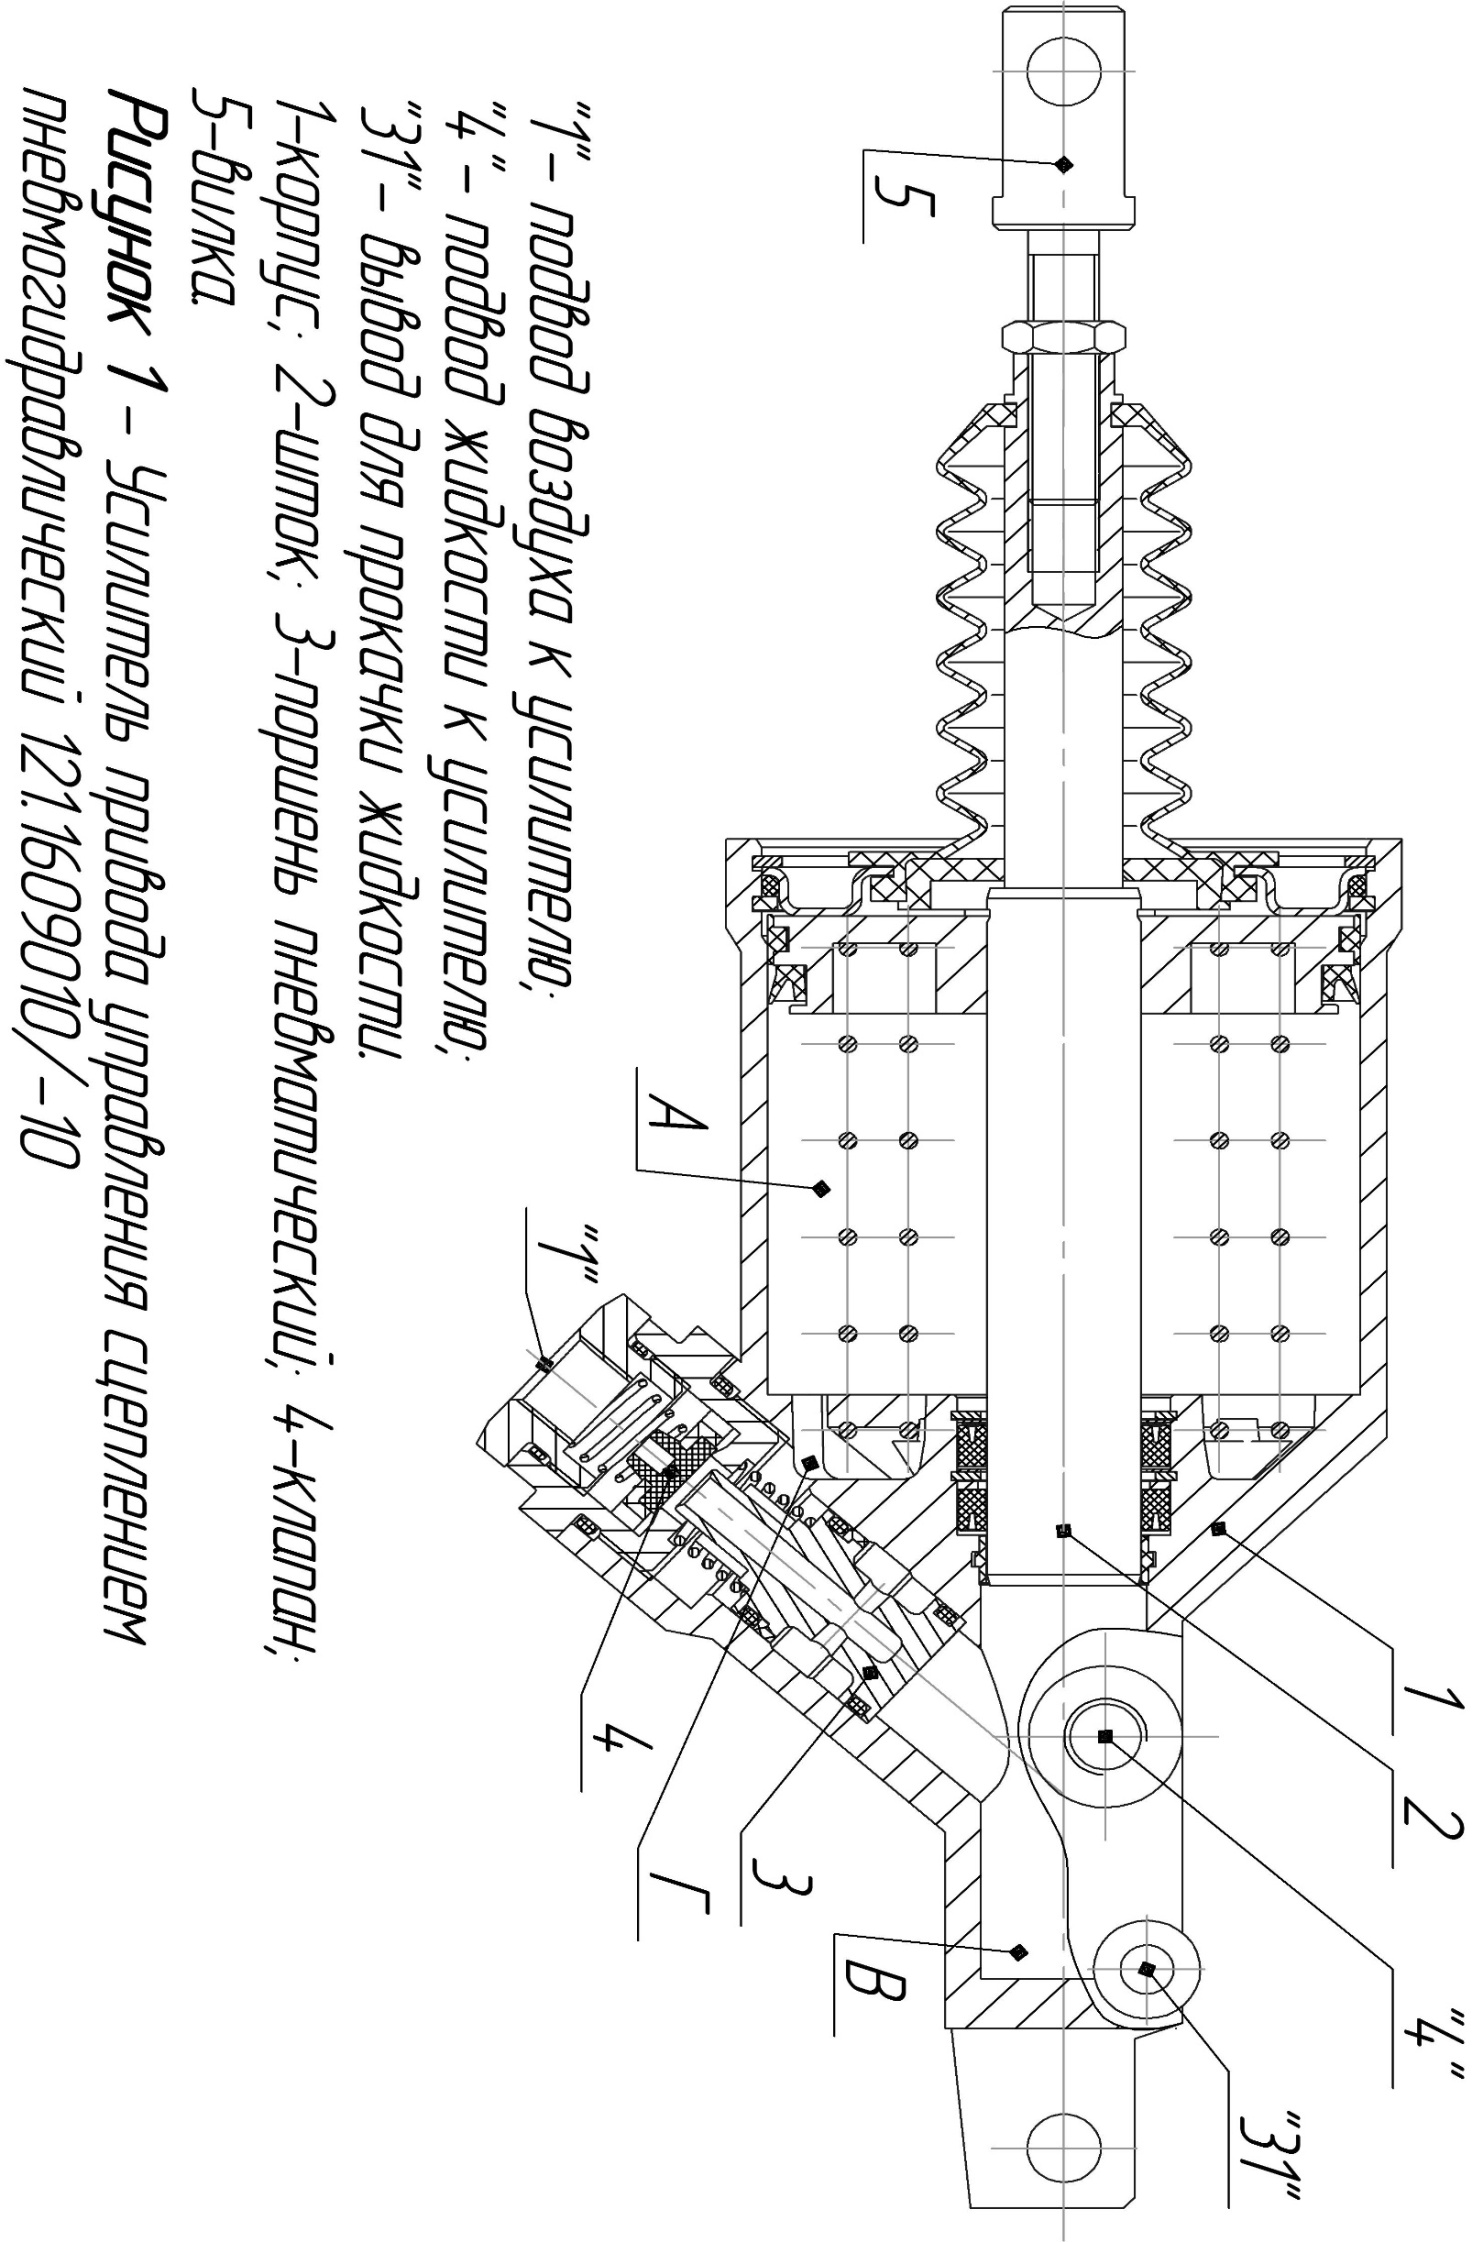 1
2
"4"
"31"
5
А
"1"
4
3
Г
В
"1"- подвод воздуха к усилителю;
"4"- подвод жидкости к усилителю;
"31"- вывод для прокачки жидкости.
1-корпус; 2-шток; 3-поршень пневматический; 4-клапан;
5-вилка.
Рисунок 1 - Усилитель привода управления сцеплением
пневмогидравлический 121.1609010/-10